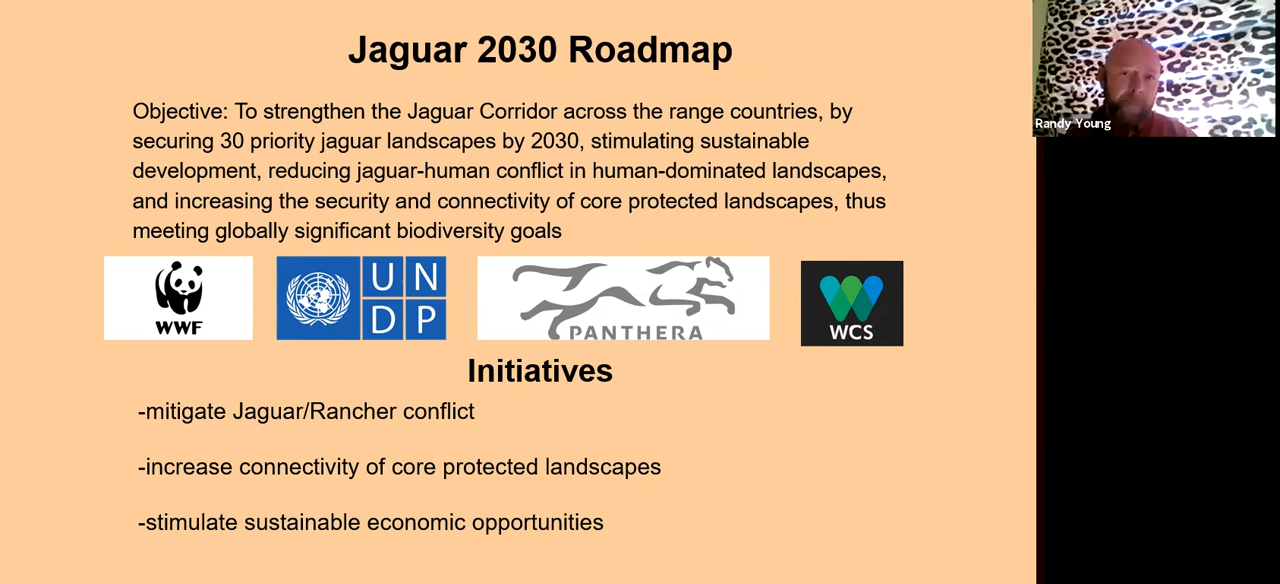 Jaguar 2030 Roadmap
Randy Young
Objective: To strengthen the Jaguar Corridor across the range countries, by
securing 30 priority jaguar landscapes by 2030, stimulating sustainable
development, reducing jaguar-human conflict in human-dominated landscapes,
and increasing the security and connectivity of core protected landscapes, thus
meeting globally significant biodiversity goals
WWF
U N
D P
PANTHERA
WCS
Initiatives
-mitigate Jaguar/Rancher conflict
-increase connectivity of core protected landscapes
-stimulate sustainable economic opportunities